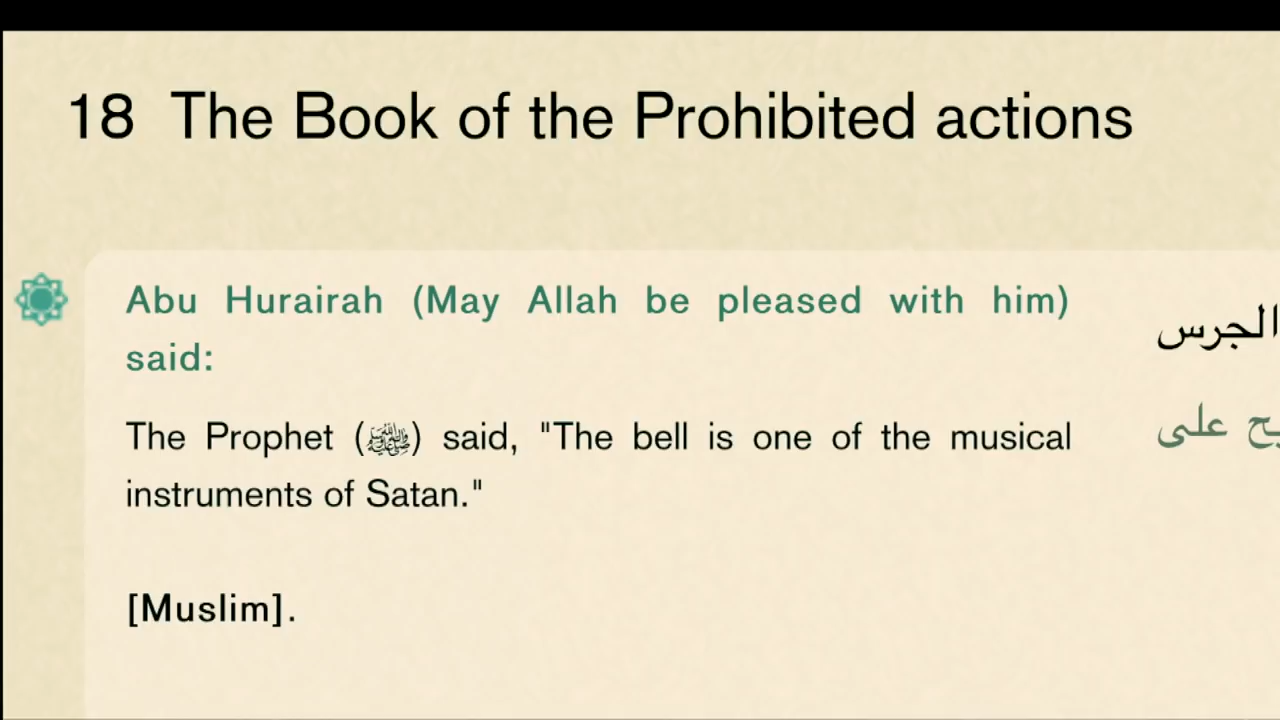 18 The Book of the Prohibited actions
Abu Hurairah (May Allah be pleased with him)
said:
The Prophet (ﷺ) said, "The bell is one of the musical
instruments of Satan."
[Muslim].
الجرس
على